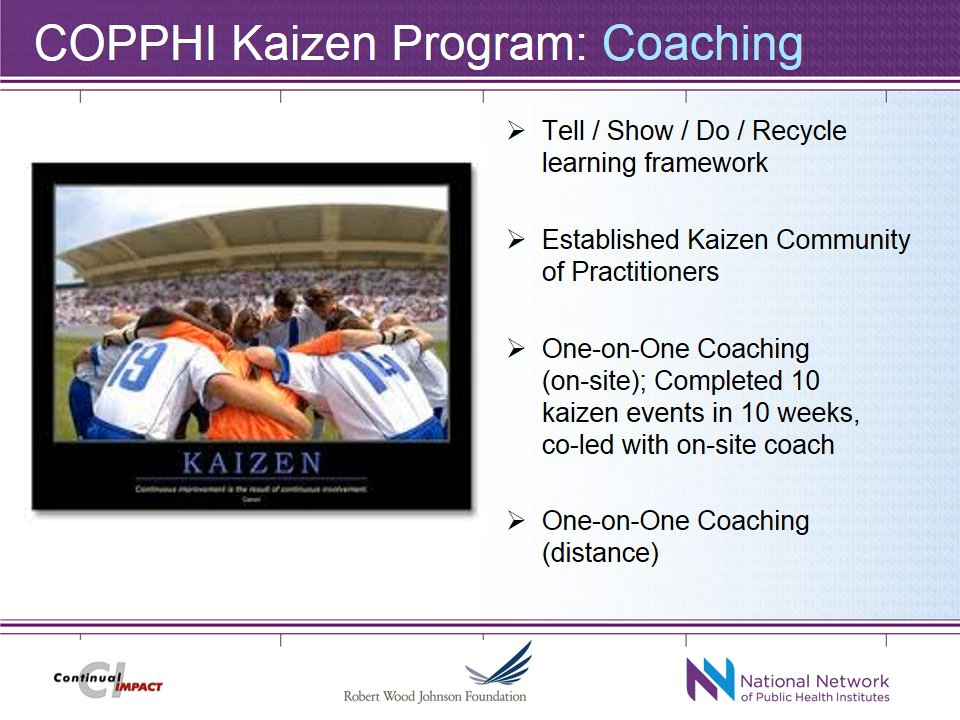 COPPHI Kaizen Program: Coaching
Tell / Show / Do / Recycle
learning framework
Established Kaizen Community
of Practitioners
One-on-One Coaching
(on-site); Completed 10
kaizen events in 10 weeks,
co-led with on-site coach
One-on-One Coaching
(distance)
19
14
KAIZEN
Continuous improvement is the result of continuous involvement.
Continual
CI IMPACT
Robert Wood Johnson Foundation
National Network
of Public Health Institutes